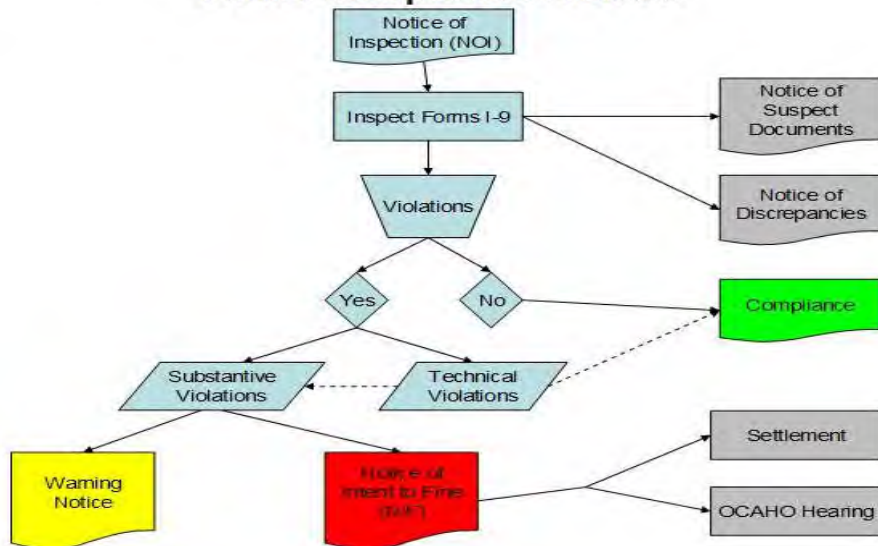 Notice of
Inspection (NOI)
Inspect Forms I-9
Notice of
Suspect
Documents
Violations
Notice of
Discrepancies
Yes
No
Compliance
Substantive
Violations
Technical
Violations
Warning
Notice
Notice of
Intent to Fine
Settlement
OCAHO Hearing